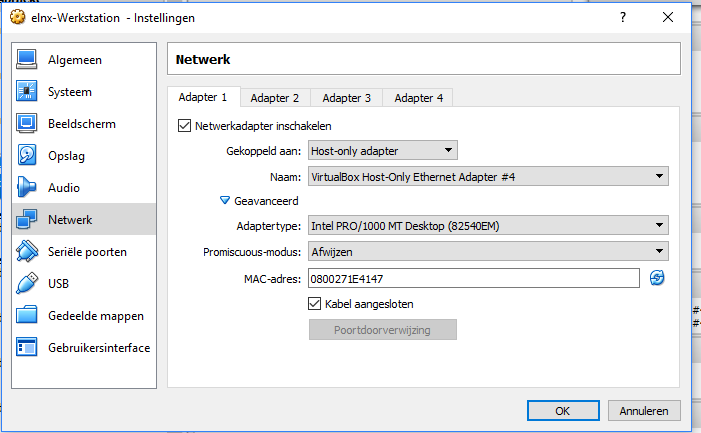 elnx-Werkstation - Instellingen
?
Algemeen
Systeem
Beeldscherm
Opslag
Audio
Netwerk
Seriële poorten
USB
Gedeelde mappen
Gebruikersinterface
Netwerk
Adapter 1 Adapter 2 Adapter 3 Adapter 4
Netwerkadapter inschakelen
Gekoppeld aan: Host-only adapter
Naam: VirtualBox Host-Only Ethernet Adapter #4
Geavanceerd
Adaptertype: Intel PRO/1000 MT Desktop (82540EM)
Promiscuous-modus: Afwijzen
MAC-adres: 0800271E4147
Kabel aangesloten
Poortdoorverwijzing
OK Annuleren